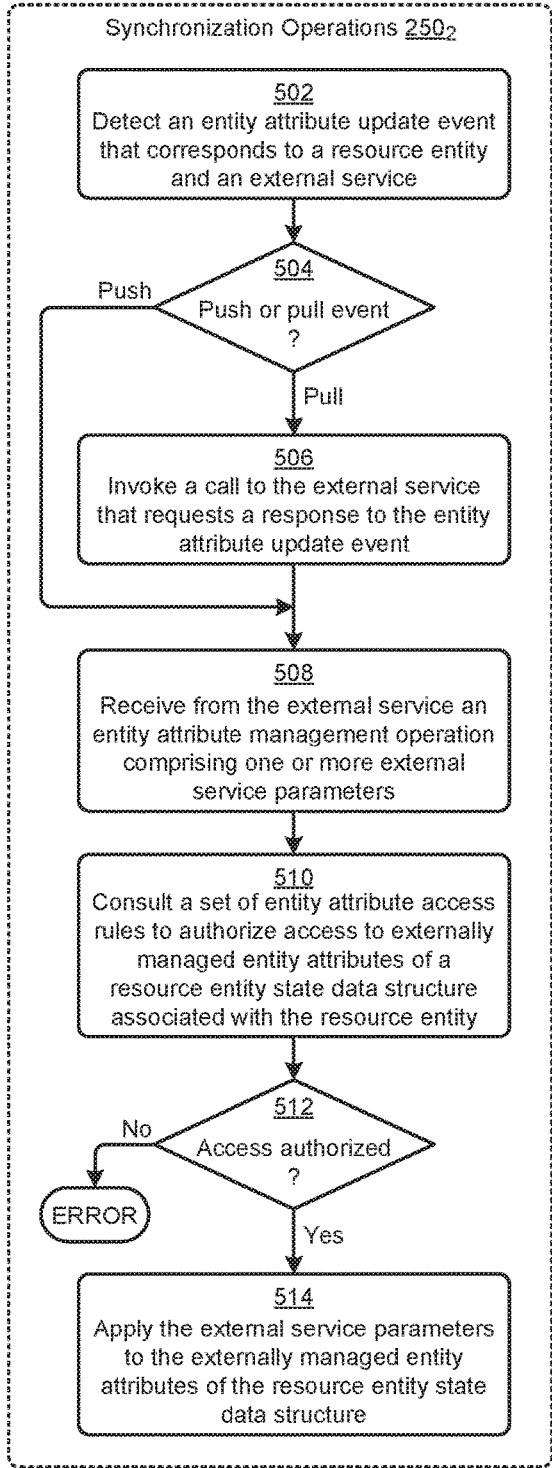 Synchronization Operations 250₂
502
Detect an entity attribute update event
that corresponds to a resource entity
and an external service
504
Push
Push or pull event
?
Pull
506
Invoke a call to the external service
that requests a response to the entity
attribute update event
508
Receive from the external service an
entity attribute management operation
comprising one or more external
service parameters
510
Consult a set of entity attribute access
rules to authorize access to externally
managed entity attributes of a
resource entity state data structure
associated with the resource entity
512
No
Access authorized
?
ERROR
Yes
514
Apply the external service parameters
to the externally managed entity
attributes of the resource entity state
data structure